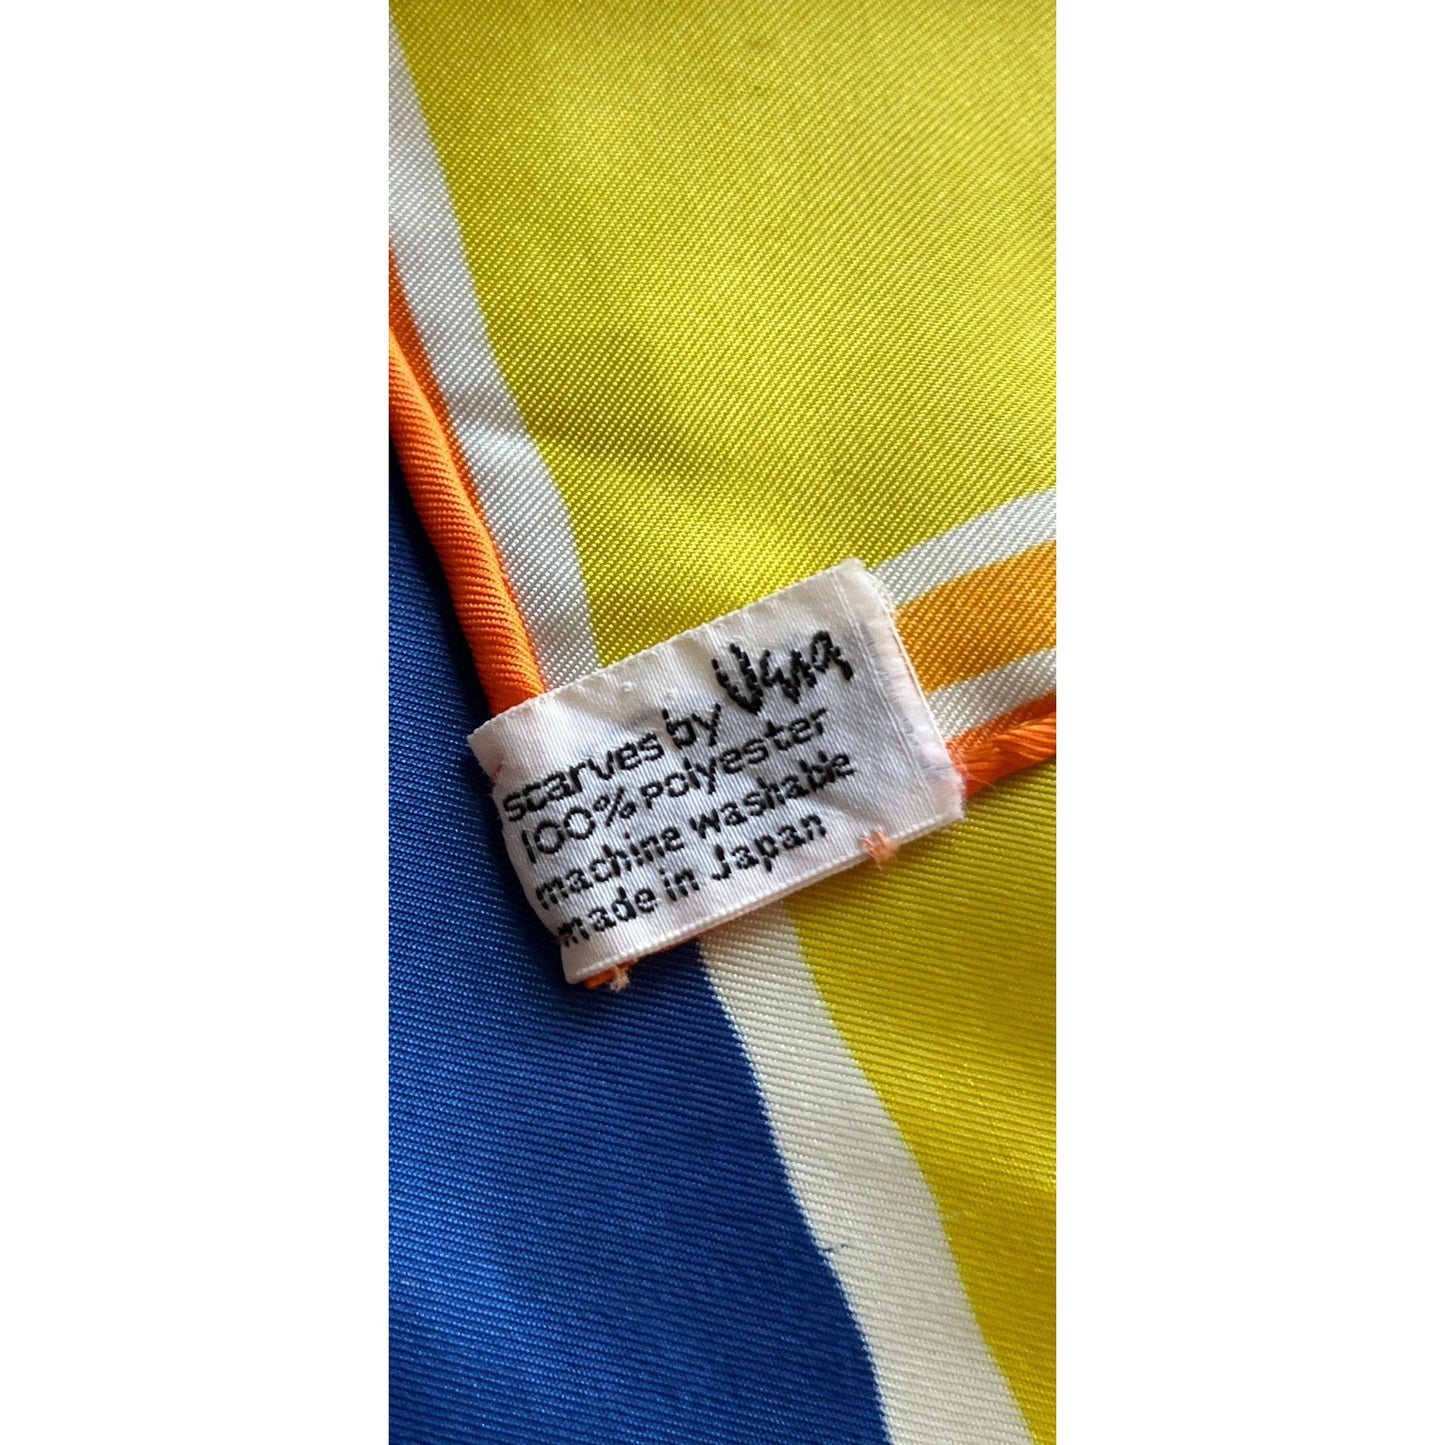 scarves by Vera
100% polyester
machine washable
made in Japan